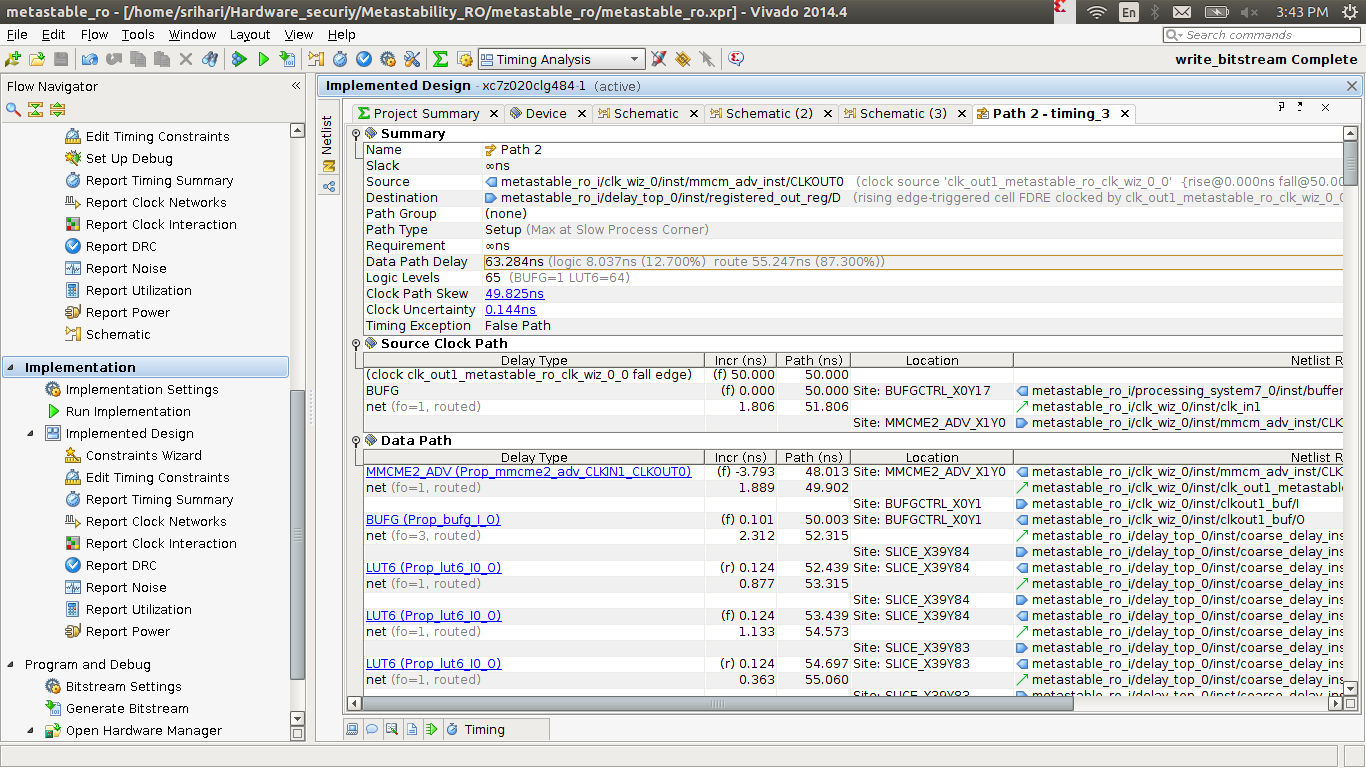 metastable_ro - [/home/srihari/Hardware_securiy/Metastability_RO/metastable_ro/metastable_ro.xpr] - Vivado 2014.4 En 3:43 PM
File Edit Flow Tools Window Layout View Help Search commands
Timing Analysis write_bitstream Complete
Flow Navigator
Implemented Design - xc7z020clg484-1 (active)
Project Summary Device Schematic Schematic (2) Schematic (3) Path 2 - timing_3
Netlist
Edit Timing Constraints
Set Up Debug
Report Timing Summary
Report Clock Networks
Report Clock Interaction
Report DRC
Report Noise
Report Utilization
Report Power
Schematic
Implementation
Implementation Settings
Run Implementation
Implemented Design
Constraints Wizard
Edit Timing Constraints
Report Timing Summary
Report Clock Networks
Report Clock Interaction
Report DRC
Report Noise
Report Utilization
Report Power
Program and Debug
Bitstream Settings
Generate Bitstream
Open Hardware Manager
Summary
Name Path 2
Slack ∞ns
Source metastable_ro_i/clk_wiz_0/inst/mmcm_adv_inst/CLKOUT0 (clock source 'clk_out1_metastable_ro_clk_wiz_0_0' {rise@0.000ns fall@50.00
Destination metastable_ro_i/delay_top_0/inst/registered_out_reg/D (rising edge-triggered cell FDRE clocked by clk_out1_metastable_ro_clk_wiz_0_0
Path Group (none)
Path Type Setup (Max at Slow Process Corner)
Requirement ∞ns
Data Path Delay 63.284ns (logic 8.037ns (12.700%) route 55.247ns (87.300%))
Logic Levels 65 (BUFG=1 LUT6=64)
Clock Path Skew 49.825ns
Clock Uncertainty 0.144ns
Timing Exception False Path
Source Clock Path
Delay Type Incr (ns) Path (ns) Location Netlist R
(clock clk_out1_metastable_ro_clk_wiz_0_0 fall edge) (f) 50.000 50.000
BUFG (f) 0.000 50.000 Site: BUFGCTRL_X0Y17 metastable_ro_i/processing_system7_0/inst/buffer
net (fo=1, routed) 1.806 51.806 metastable_ro_i/clk_wiz_0/inst/clk_in1
Site: MMCME2_ADV_X1Y0 metastable_ro_i/clk_wiz_0/inst/mmcm_adv_inst/CLK
Data Path
Delay Type Incr (ns) Path (ns) Location Netlist R
MMCME2_ADV (Prop_mmcme2_adv_CLKIN1_CLKOUT0) (f) -3.793 48.013 Site: MMCME2_ADV_X1Y0 metastable_ro_i/clk_wiz_0/inst/mmcm_adv_inst/CLK
net (fo=1, routed) 1.889 49.902 metastable_ro_i/clk_wiz_0/inst/clk_out1_metastable
Site: BUFGCTRL_X0Y1 metastable_ro_i/clk_wiz_0/inst/clkout1_buf/I
BUFG (Prop_bufg_I_O) (f) 0.101 50.003 Site: BUFGCTRL_X0Y1 metastable_ro_i/clk_wiz_0/inst/clkout1_buf/O
net (fo=3, routed) 2.312 52.315 metastable_ro_i/delay_top_0/inst/coarse_delay_ins
Site: SLICE_X39Y84 metastable_ro_i/delay_top_0/inst/coarse_delay_ins
LUT6 (Prop_lut6_I0_O) (r) 0.124 52.439 Site: SLICE_X39Y84 metastable_ro_i/delay_top_0/inst/coarse_delay_ins
net (fo=1, routed) 0.877 53.315 metastable_ro_i/delay_top_0/inst/coarse_delay_ins
Site: SLICE_X39Y84 metastable_ro_i/delay_top_0/inst/coarse_delay_ins
LUT6 (Prop_lut6_I0_O) (f) 0.124 53.439 Site: SLICE_X39Y84 metastable_ro_i/delay_top_0/inst/coarse_delay_ins
net (fo=1, routed) 1.133 54.573 metastable_ro_i/delay_top_0/inst/coarse_delay_ins
Site: SLICE_X39Y83 metastable_ro_i/delay_top_0/inst/coarse_delay_ins
LUT6 (Prop_lut6_I0_O) (r) 0.124 54.697 Site: SLICE_X39Y83 metastable_ro_i/delay_top_0/inst/coarse_delay_ins
net (fo=1, routed) 0.363 55.060 metastable_ro_i/delay_top_0/inst/coarse_delay_ins
Site: SLICE_X39Y83 metastable_ro_i/delay_top_0/inst/coarse_delay_ins
Timing